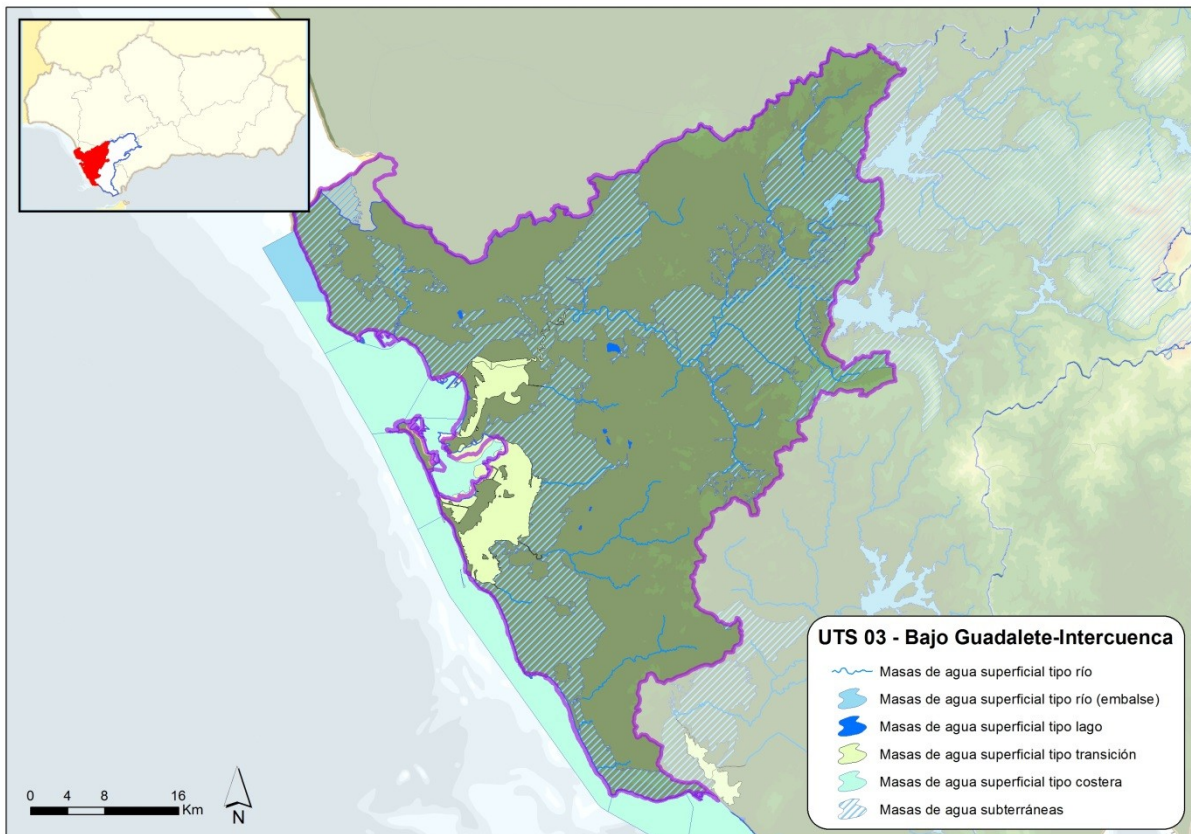 UTS 03 - Bajo Guadalete-Intercuenca
Masas de agua superficial tipo río
Masas de agua superficial tipo río (embalse)
Masas de agua superficial tipo lago
Masas de agua superficial tipo transición
Masas de agua superficial tipo costera
Masas de agua subterráneas
0 4 8 16
Km
N